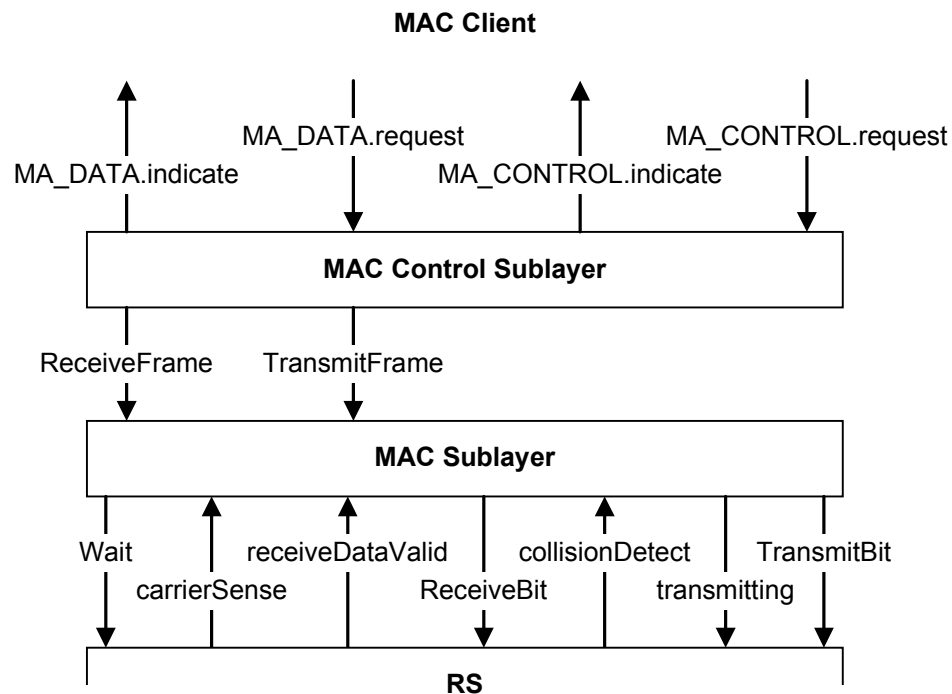 MAC Client
MA_DATA.request
MA_CONTROL.request
MA_DATA.indicate
MA_CONTROL.indicate
MAC Control Sublayer
ReceiveFrame
TransmitFrame
MAC Sublayer
Wait
receiveDataValid
collisionDetect
TransmitBit
carrierSense
ReceiveBit
transmitting
RS